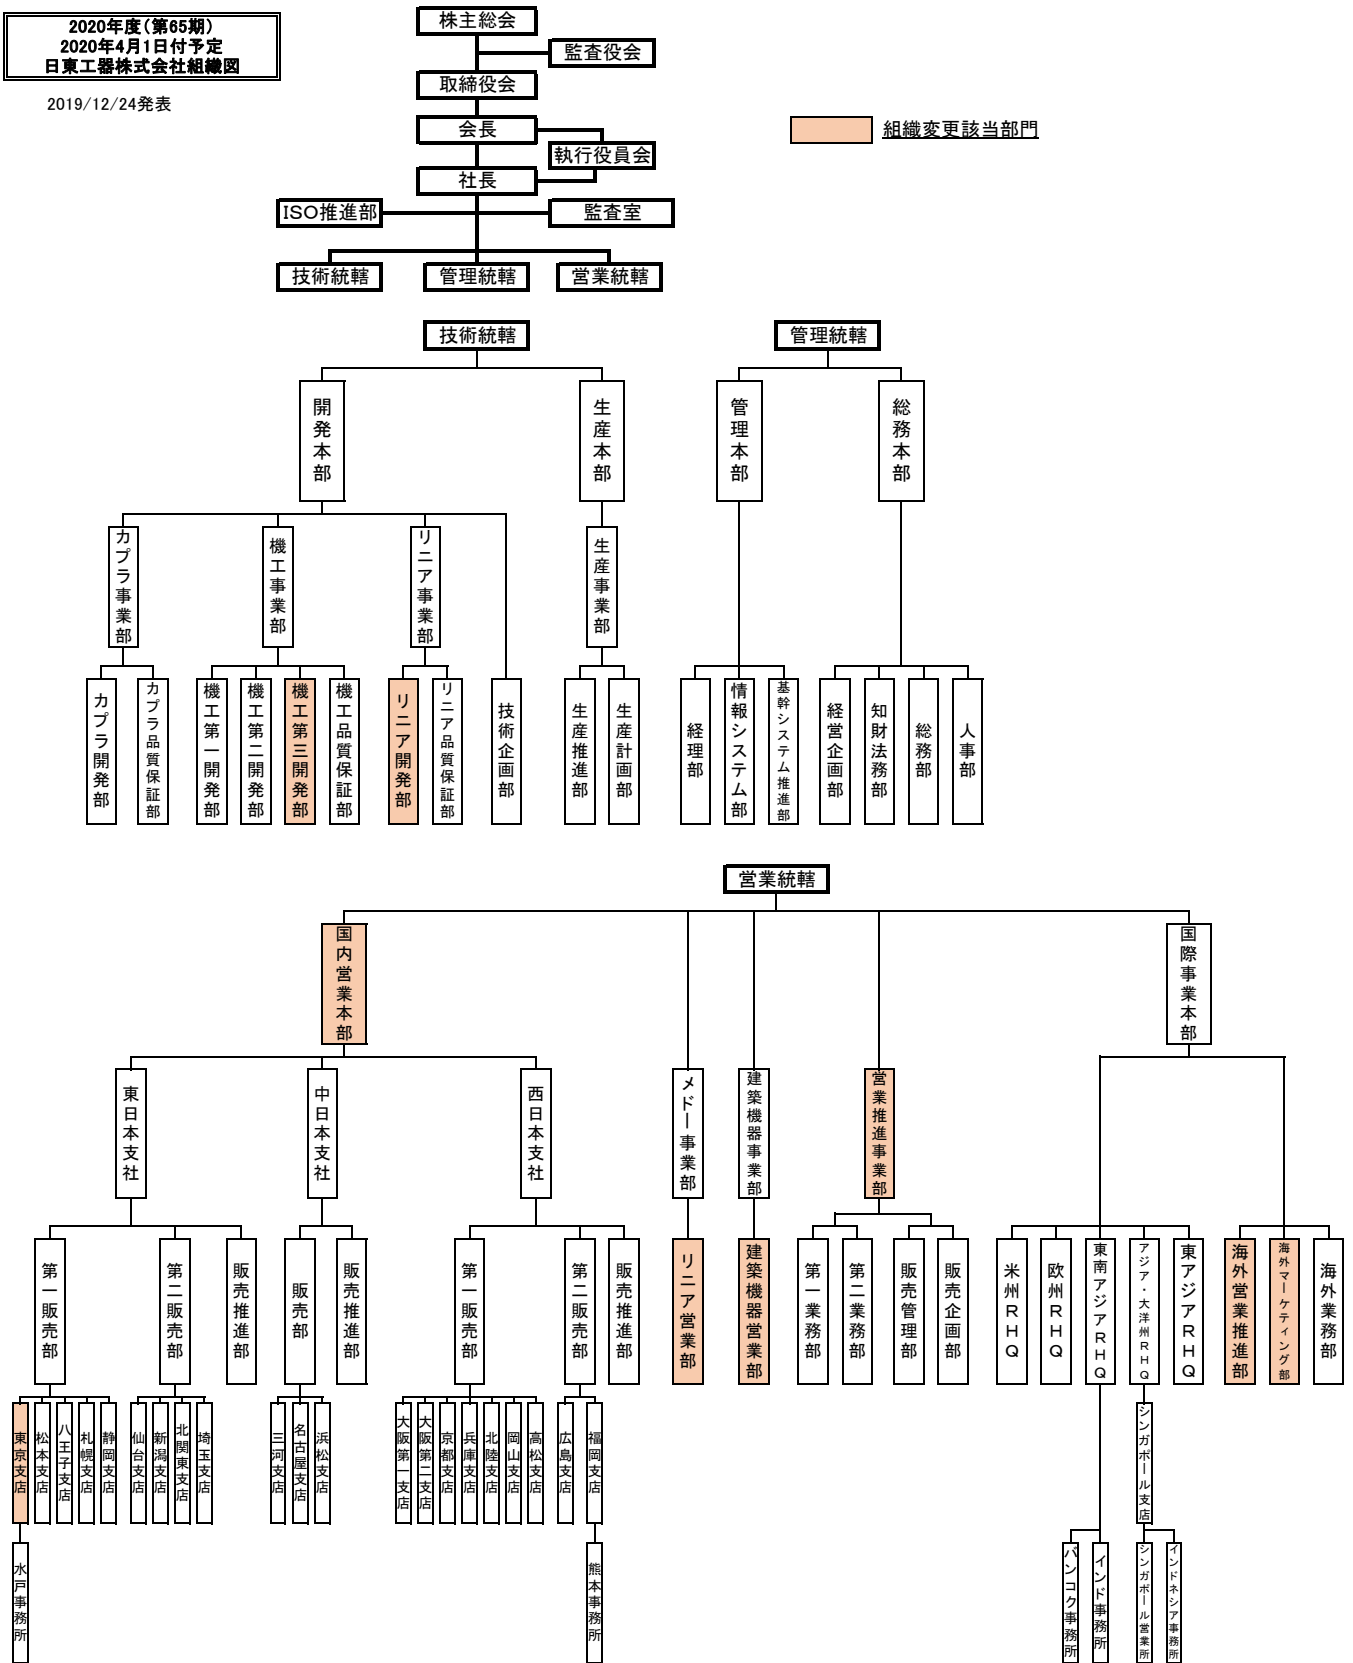 2020年度(第65期)
2020年4月1日付予定
日東工器株式会社組織図
2019/12/24発表
株主総会
監査役会
取締役会
会長
執行役員会
社長
ISO推進部
監査室
技術統轄
管理統轄
営業統轄
組織変更該当部門
技術統轄
管理統轄
開発本部
生産本部
管理本部
総務本部
カプラ事業部
機工事業部
リニア事業部
生産事業部
カプラ開発部
カプラ品質保証部
機工第一開発部
機工第二開発部
機工第三開発部
機工品質保証部
リニア開発部
リニア品質保証部
技術企画部
生産推進部
生産計画部
経理部
情報システム部
基幹システム推進部
経営企画部
知財法務部
総務部
人事部
営業統轄
国内営業本部
国際事業本部
東日本支社
中日本支社
西日本支社
メドー事業部
建築機器事業部
営業推進事業部
第一販売部
第二販売部
販売推進部
販売部
販売推進部
第一販売部
第二販売部
販売推進部
リニア営業部
建築機器営業部
第一業務部
第二業務部
販売管理部
販売企画部
米州RHQ
欧州RHQ
東南アジアRHQ
アジア・大洋州RHQ
東アジアRHQ
海外営業推進部
海外マーケティング部
海外業務部
東京支店
松本支店
八王子支店
札幌支店
静岡支店
仙台支店
新潟支店
北関東支店
埼玉支店
三河支店
名古屋支店
浜松支店
大阪第一支店
大阪第二支店
京都支店
兵庫支店
北陸支店
岡山支店
高松支店
広島支店
福岡支店
シンガポール支店
水戸事務所
熊本事務所
バンコク事務所
インド事務所
シンガポール営業所
インドネシア事務所